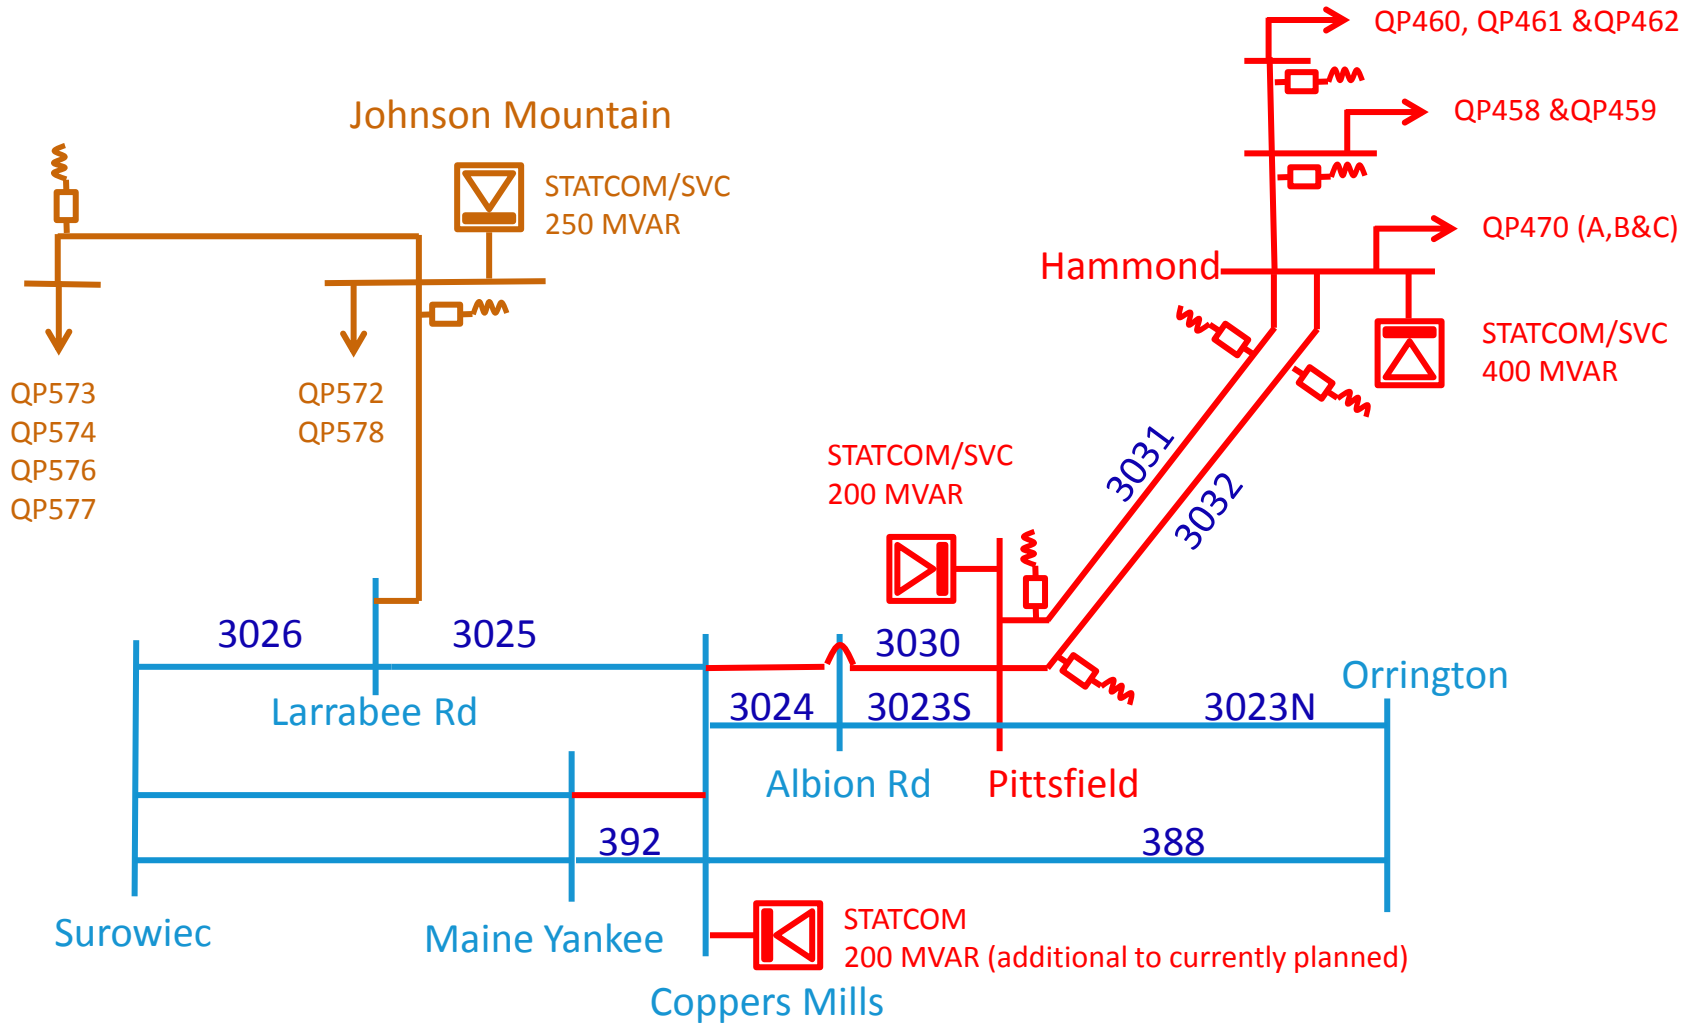 QP460, QP461 &QP462
Johnson Mountain
QP458 &QP459
STATCOM/SVC
250 MVAR
QP470 (A,B&C)
Hammond
STATCOM/SVC
400 MVAR
QP573
QP574
QP576
QP577
QP572
QP578
STATCOM/SVC
200 MVAR
3031
3032
3026
3025
3030
Orrington
Larrabee Rd
3024
3023S
3023N
Albion Rd
Pittsfield
392
388
Surowiec
Maine Yankee
STATCOM
200 MVAR (additional to currently planned)
Coppers Mills